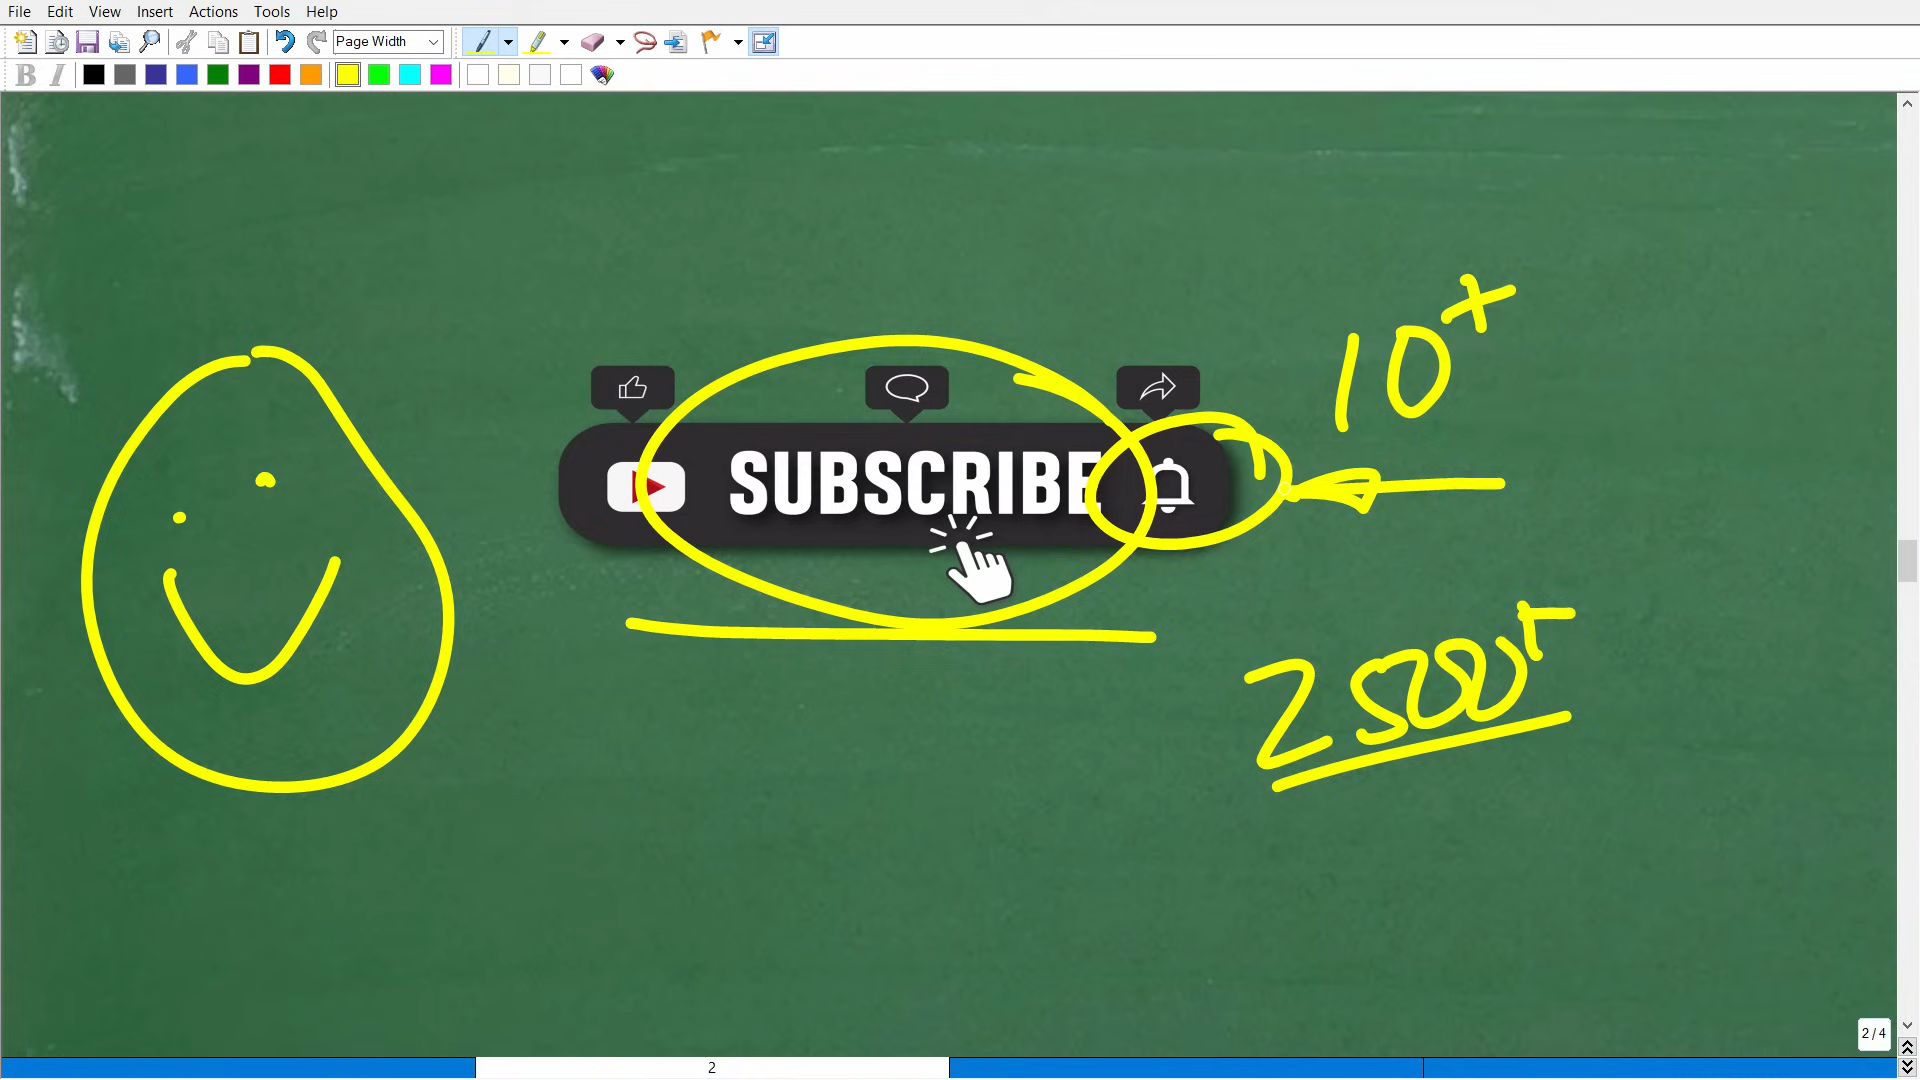 File Edit View Insert Actions Tools Help
Page Width
B I
10+
SUBSCRIBE
2500+
2 / 4
2